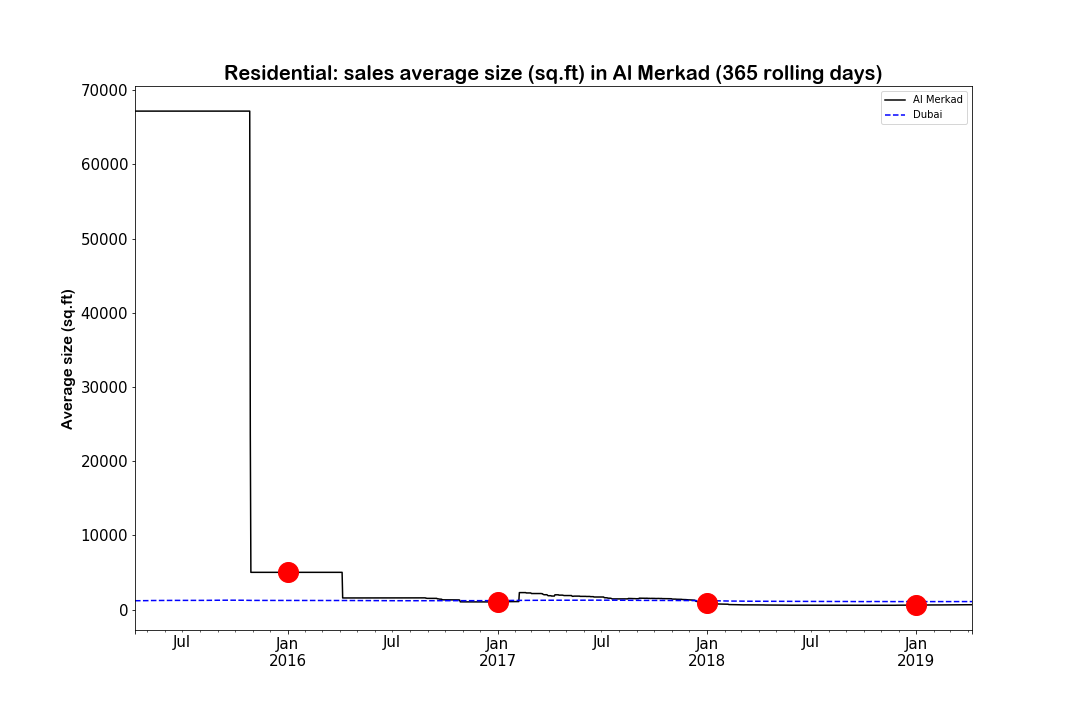 Residential: sales average size (sq.ft) in Al Merkad (365 rolling days)
Al Merkad
Dubai
Average size (sq.ft)
70000
60000
50000
40000
30000
20000
10000
0
Jul
Jan
2016
Jul
Jan
2017
Jul
Jan
2018
Jul
Jan
2019